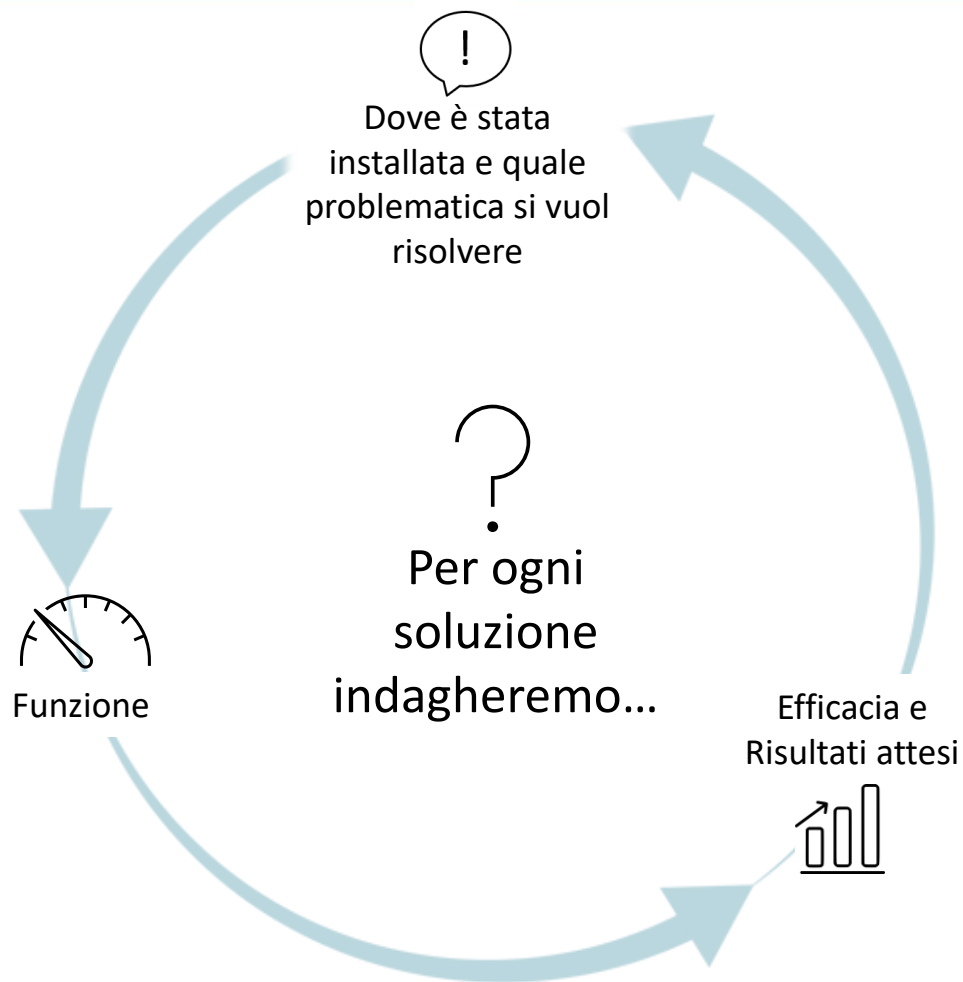 !
Dove è stata
installata e quale
problematica si vuol
risolvere
?
Per ogni
soluzione
indagheremo…
Funzione
Efficacia e
Risultati attesi